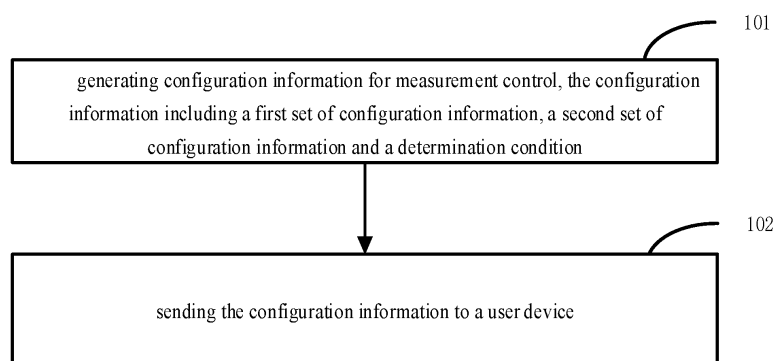 101
generating configuration information for measurement control, the configuration
information including a first set of configuration information, a second set of
configuration information and a determination condition
102
sending the configuration information to a user device